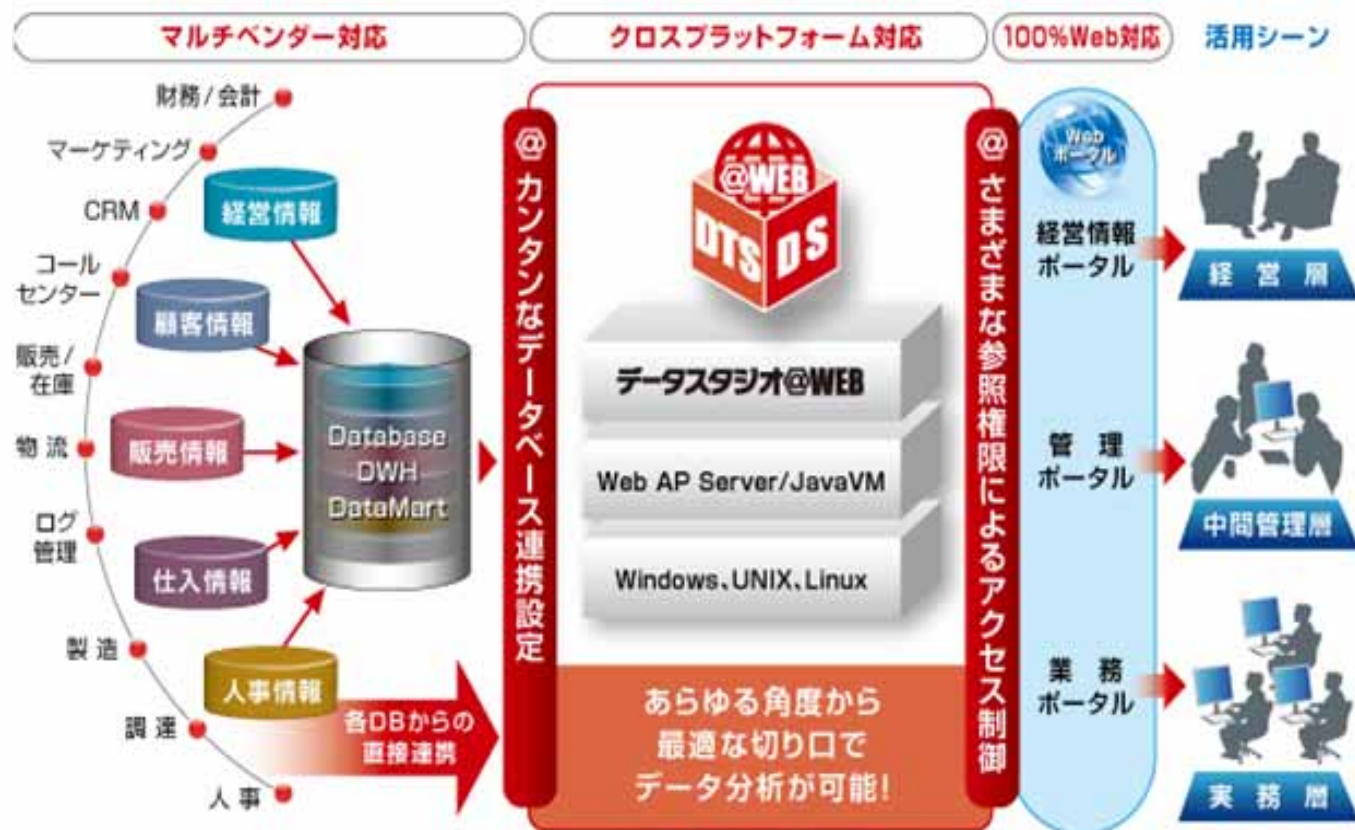 マルチベンダー対応
クロスプラットフォーム対応
100%Web対応
活用シーン
財務/会計
マーケティング
CRM
コール
センター
販売/
在庫
物流
ログ
管理
製造
調達
人事
経営情報
顧客情報
販売情報
仕入情報
人事情報
Database
DWH
DataMart
各DBからの
直接連携
@カンタンなデータベース連携設定
@WEB
DTS
DS
データスタジオ@WEB
Web AP Server/JavaVM
Windows、UNIX、Linux
あらゆる角度から
最適な切り口で
データ分析が可能!
@さまざまな参照権限によるアクセス制御
Web
ポータル
経営情報
ポータル
管理
ポータル
業務
ポータル
経営層
中間管理層
実務層